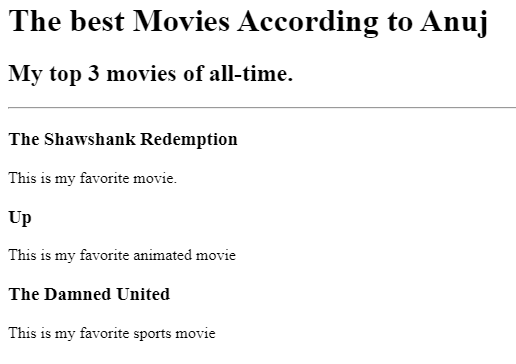 The best Movies According to Anuj
My top 3 movies of all-time.
The Shawshank Redemption
This is my favorite movie.
Up
This is my favorite animated movie
The Damned United
This is my favorite sports movie